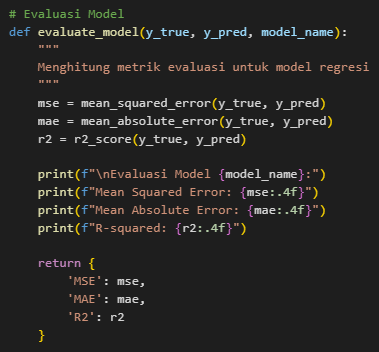 # Evaluasi Model
def evaluate_model(y_true, y_pred, model_name):
    """
    Menghitung metrik evaluasi untuk model regresi
    """
    mse = mean_squared_error(y_true, y_pred)
    mae = mean_absolute_error(y_true, y_pred)
    r2 = r2_score(y_true, y_pred)

    print(f"\nEvaluasi Model {model_name}:")
    print(f"Mean Squared Error: {mse:.4f}")
    print(f"Mean Absolute Error: {mae:.4f}")
    print(f"R-squared: {r2:.4f}")

    return {
        'MSE': mse,
        'MAE': mae,
        'R2': r2
    }